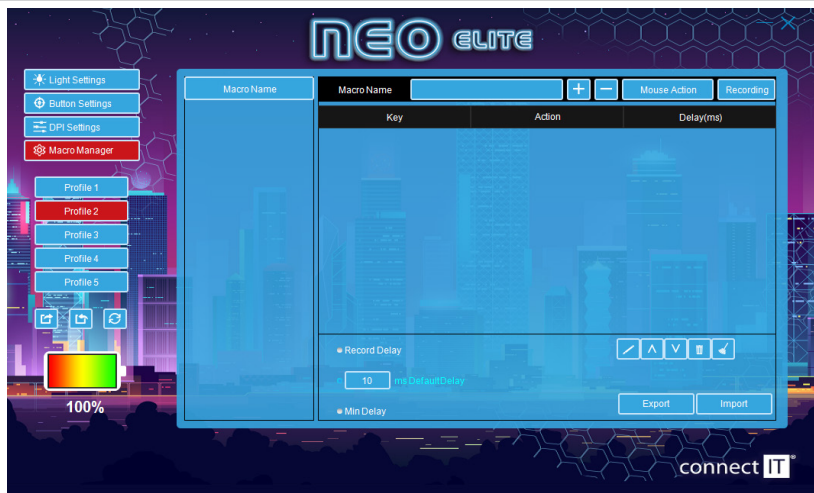 NEO ELITE
Light Settings
Button Settings
DPI Settings
Macro Manager
Profile 1
Profile 2
Profile 3
Profile 4
Profile 5
100%
Macro Name
Macro Name Mouse Action Recording
Key Action Delay(ms)
Record Delay
10 ms DefaultDelay
Min Delay
Export Import
connect IT®